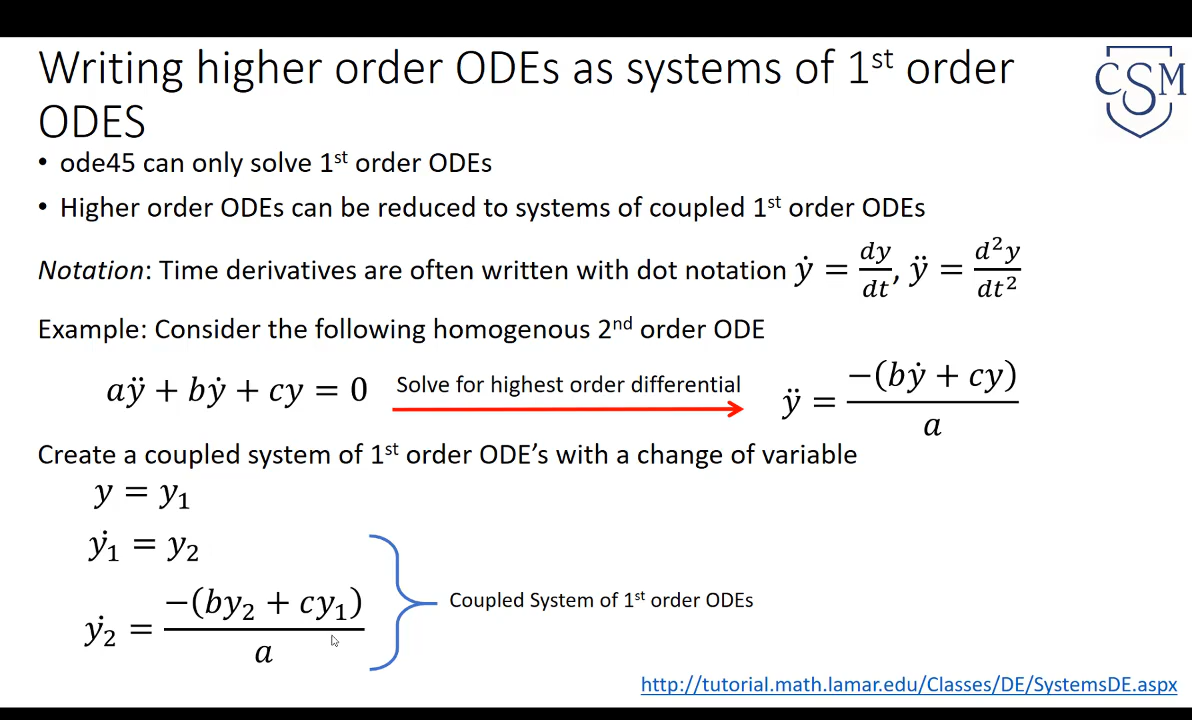 Writing higher order ODEs as systems of 1st order
ODES
CSM
• ode45 can only solve 1st order ODEs
• Higher order ODEs can be reduced to systems of coupled 1st order ODEs
Notation: Time derivatives are often written with dot notation ẏ = dy/dt, ÿ = d²y/dt²
Example: Consider the following homogenous 2nd order ODE
aÿ + bẏ + cy = 0
Solve for highest order differential
ÿ = −(bẏ + cy)/a
Create a coupled system of 1st order ODE's with a change of variable
y = y₁
ẏ₁ = y₂
ẏ₂ = −(by₂ + cy₁)/a
Coupled System of 1st order ODEs
http://tutorial.math.lamar.edu/Classes/DE/SystemsDE.aspx